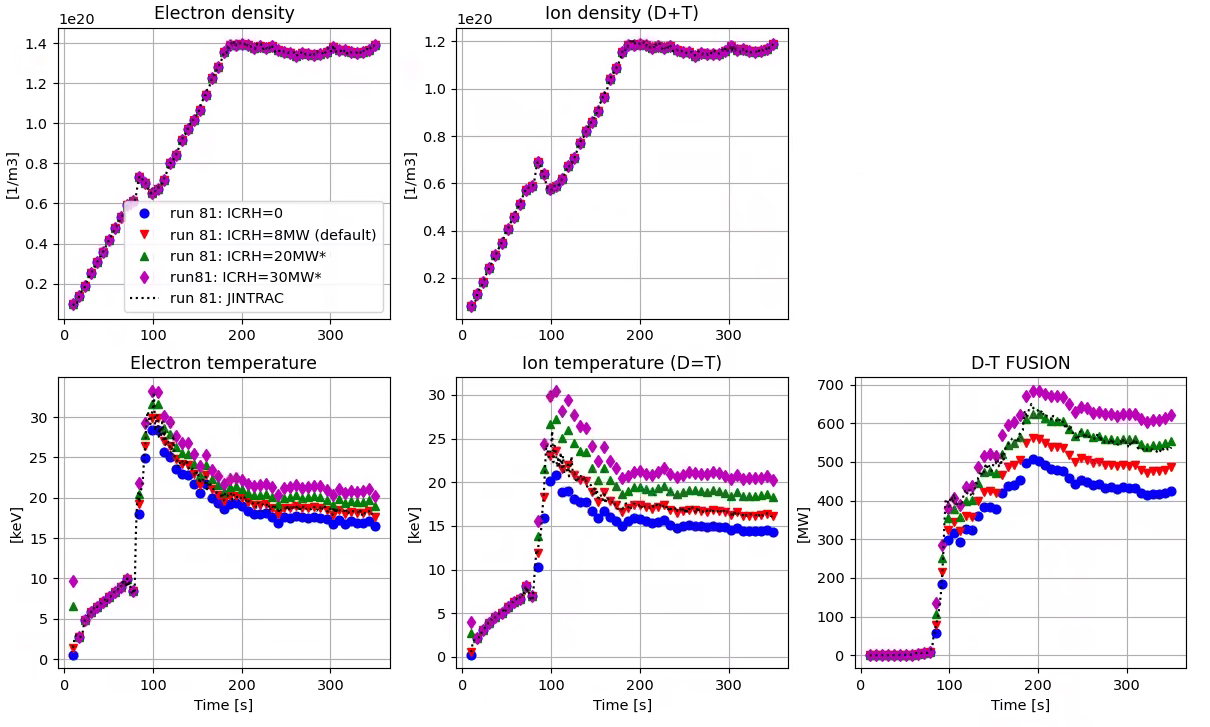 Electron density
1e20
[1/m3]
1.4
1.2
1.0
0.8
0.6
0.4
0.2
0
100
200
300
run 81: ICRH=0
run 81: ICRH=8MW (default)
run 81: ICRH=20MW*
run81: ICRH=30MW*
run 81: JINTRAC
Ion density (D+T)
1e20
[1/m3]
1.2
1.0
0.8
0.6
0.4
0.2
0
100
200
300
Electron temperature
[keV]
30
25
20
15
10
5
0
0
100
200
300
Time [s]
Ion temperature (D=T)
[keV]
30
25
20
15
10
5
0
0
100
200
300
Time [s]
D-T FUSION
[MW]
700
600
500
400
300
200
100
0
0
100
200
300
Time [s]